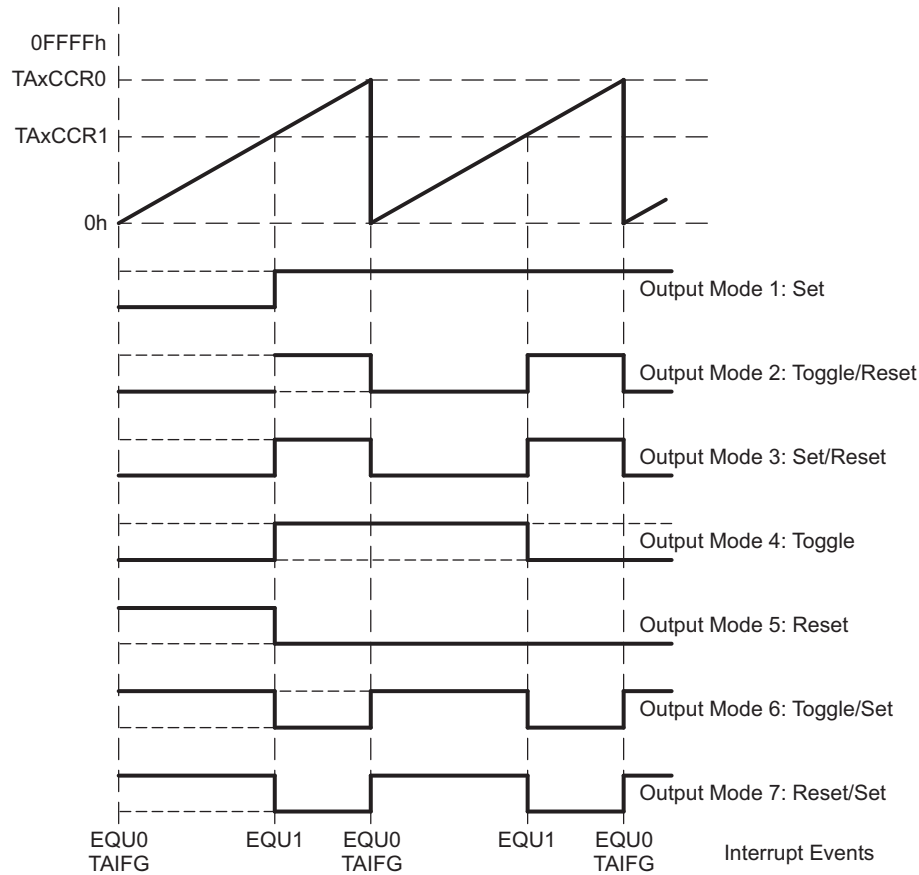 0FFFFh
TAxCCR0
TAxCCR1
0h
Output Mode 1: Set
Output Mode 2: Toggle/Reset
Output Mode 3: Set/Reset
Output Mode 4: Toggle
Output Mode 5: Reset
Output Mode 6: Toggle/Set
Output Mode 7: Reset/Set
EQU0 EQU1 EQU0 EQU1 EQU0
TAIFG TAIFG TAIFG
Interrupt Events